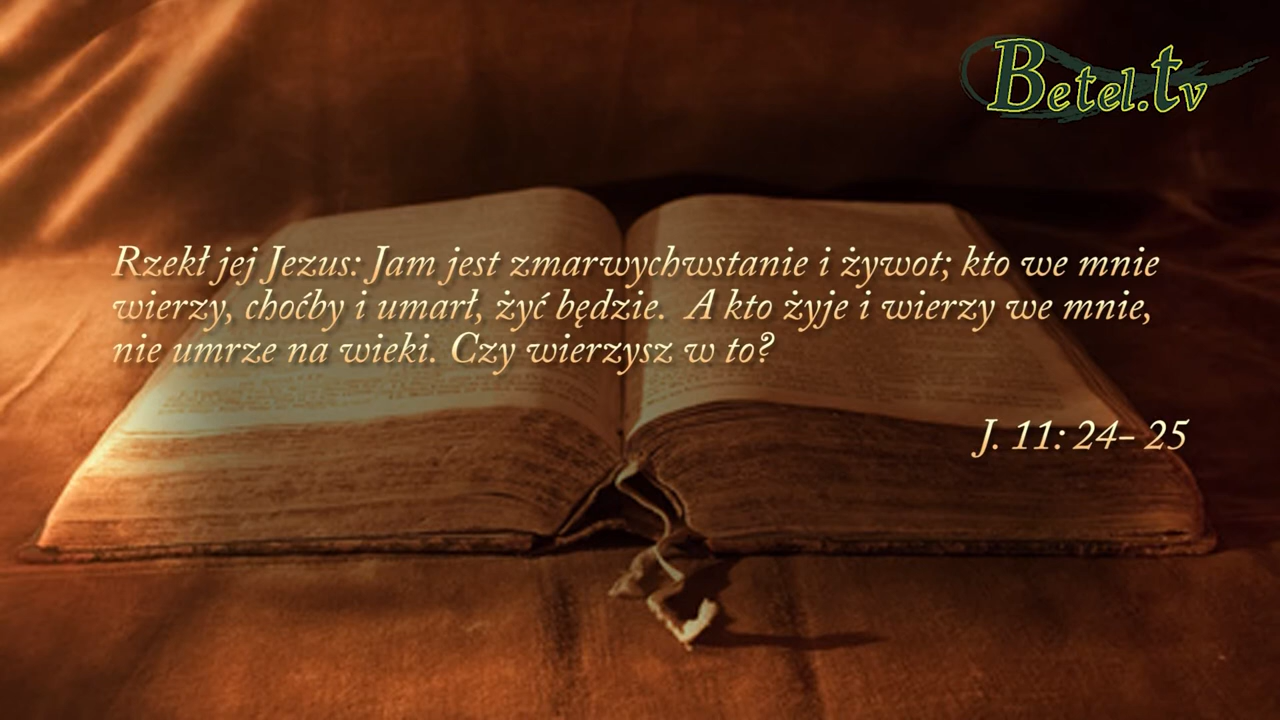 Betel.tv
Rzekł jej Jezus: Jam jest zmarwychwstanie i żywot; kto we mnie
wierzy, choćby i umarł, żyć będzie. A kto żyje i wierzy we mnie,
nie umrze na wieki. Czy wierzysz w to?
J. 11: 24- 25